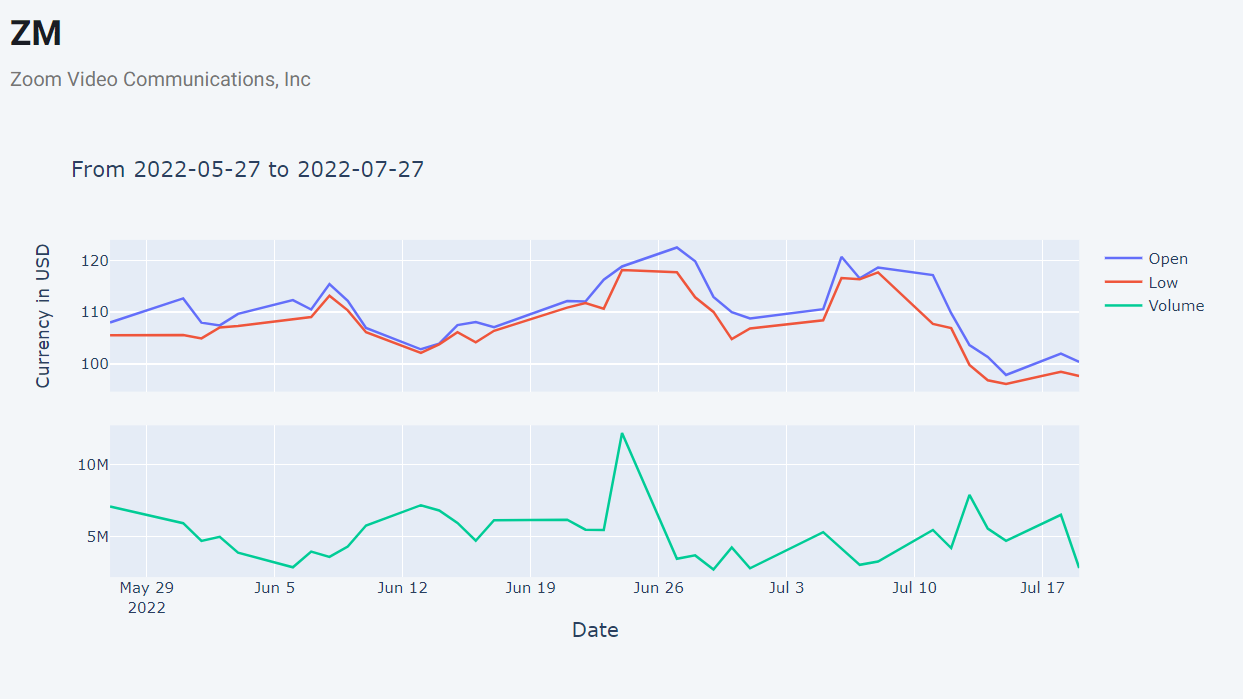 ZM
Zoom Video Communications, Inc
From 2022-05-27 to 2022-07-27
Currency in USD
120
110
100
Open
Low
Volume
10M
5M
May 29
2022
Jun 5
Jun 12
Jun 19
Jun 26
Jul 3
Jul 10
Jul 17
Date